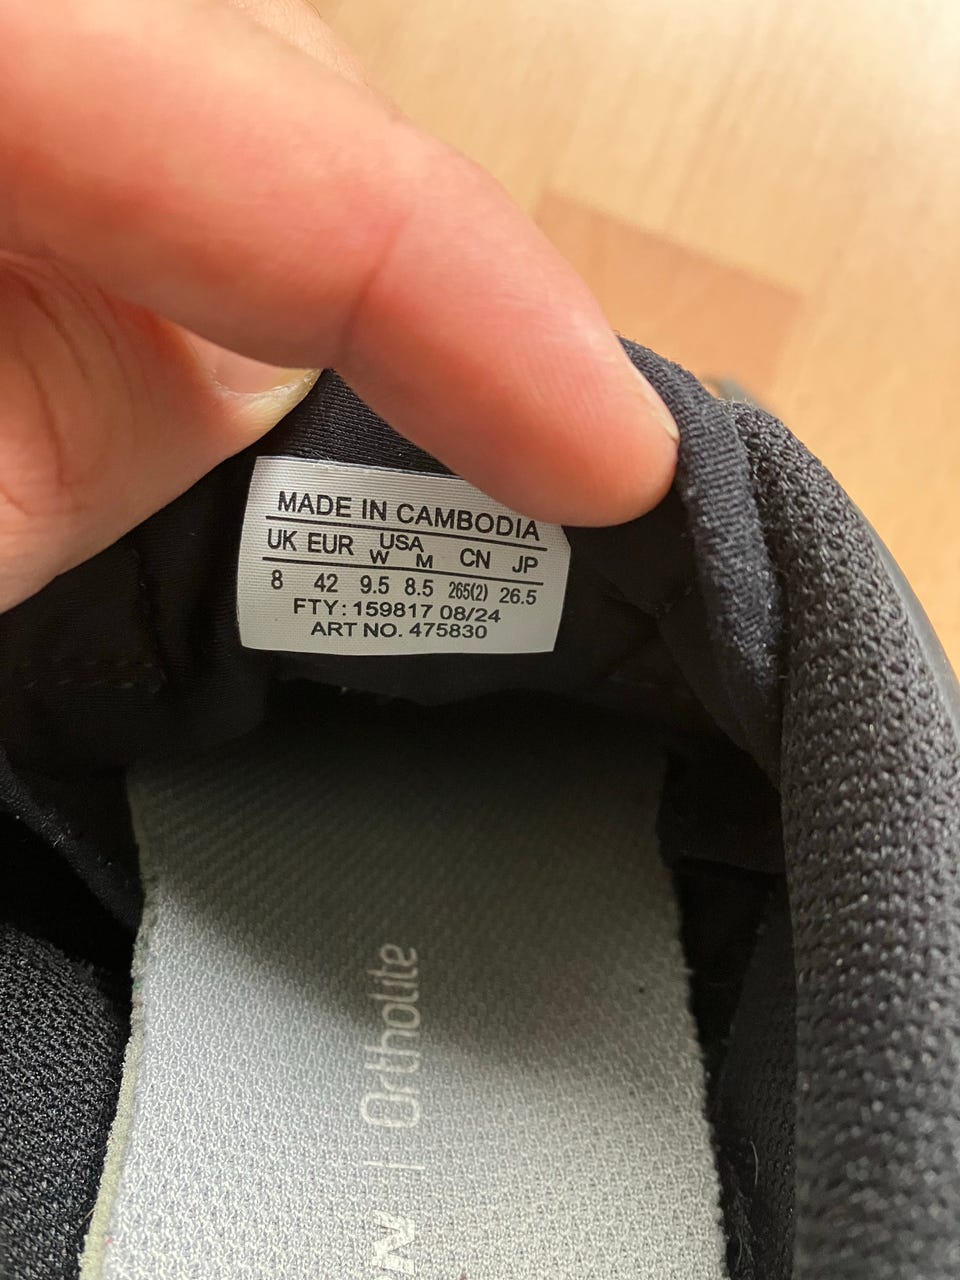 MADE IN CAMBODIA
UK EUR USA CN JP
W M
8 42 9.5 8.5 265(2) 26.5
FTY: 159817 08/24
ART NO. 475830
| Ortholite